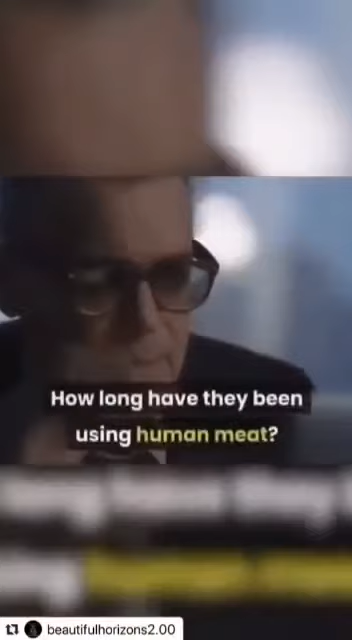 How long have they been
using human meat?
beautifulhorizons2.00